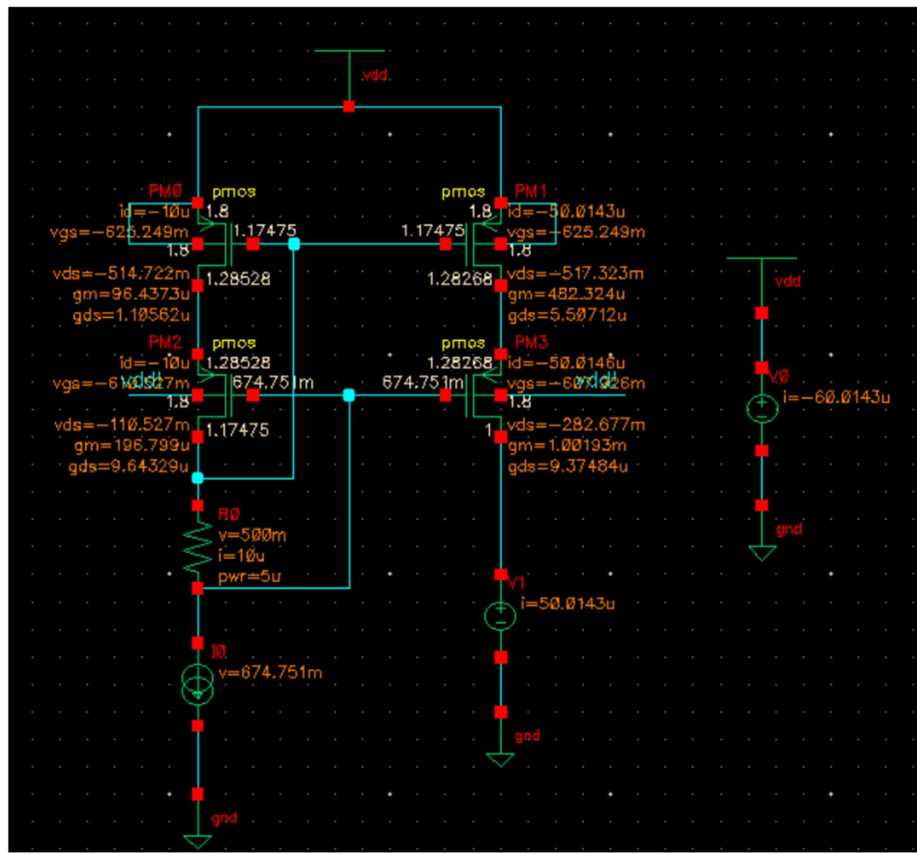 vdd
PM0
pmos
1.8
id=-10u
vgs=-625.249m
1.17475
1.8
vds=-514.722m
1.28528
gm=96.4373u
gds=1.10562u
pmos
PM1
1.8
id=-50.0143u
vgs=-625.249m
1.17475
1.8
vds=-517.323m
1.28268
gm=482.324u
gds=5.50712u
PM2
pmos
1.28528
id=-10u
674.751m
1.8
vds=-110.527m
1.17475
gm=196.799u
gds=9.64329u
pmos
PM3
1.28268
id=-50.0146u
674.751m
1.8
vds=-282.677m
1
gm=1.00193m
gds=9.37484u
R0
v=500m
i=10u
pwr=5u
I0
v=674.751m
gnd
V1
i=50.0143u
gnd
vdd
V0
i=-60.0143u
gnd